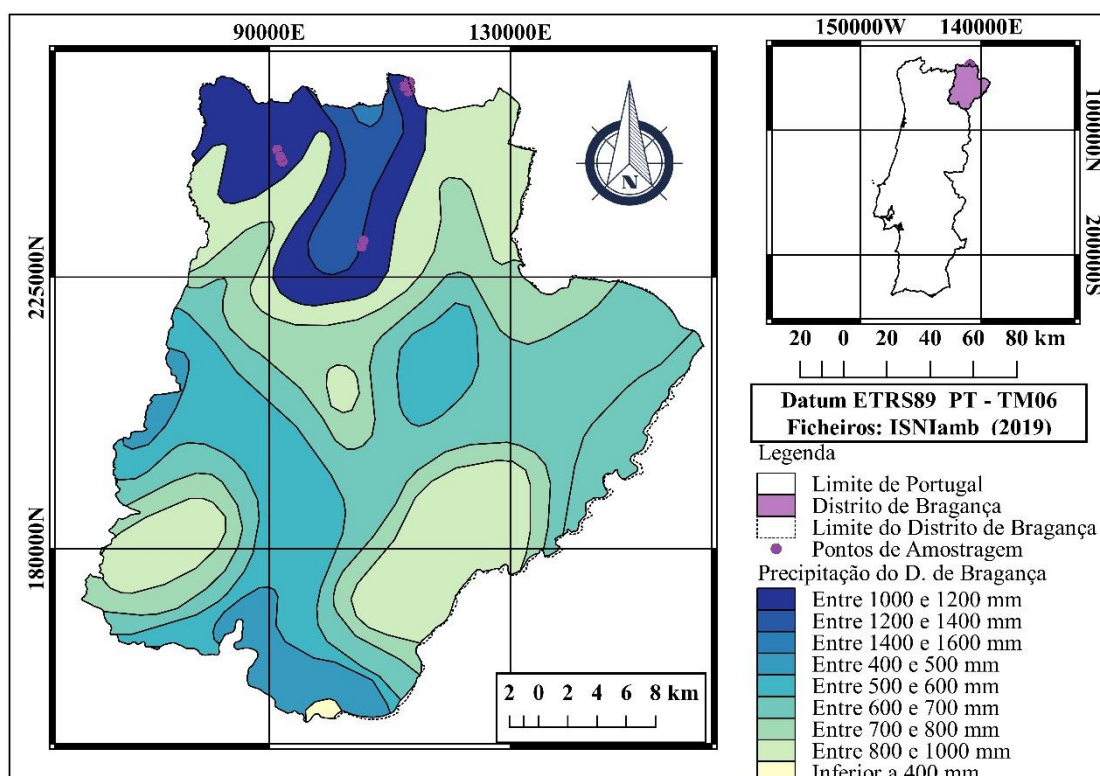 90000E 130000E
225000N
180000N
N
2 0 2 4 6 8 km
150000W 140000E
100000N
200000S
20 0 20 40 60 80 km
Datum ETRS89 PT - TM06
Ficheiros: ISNIamb (2019)
Legenda
Limite de Portugal
Distrito de Bragança
Limite do Distrito de Bragança
Pontos de Amostragem
Precipitação do D. de Bragança
Entre 1000 e 1200 mm
Entre 1200 e 1400 mm
Entre 1400 e 1600 mm
Entre 400 e 500 mm
Entre 500 e 600 mm
Entre 600 e 700 mm
Entre 700 e 800 mm
Entre 800 e 1000 mm
Inferior a 400 mm